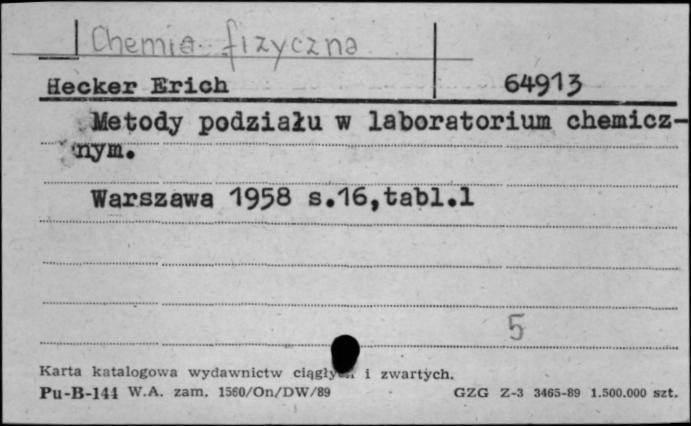 Chemia fizyczna
Hecker Erich 64913
Metody podziału w laboratorium chemicz-
nym.
Warszawa 1958 s.16,tabl.1
5
Karta katalogowa wydawnictw ciągłych i zwartych.
Pu-B-144 W.A. zam. 1560/On/DW/89 GZG Z-3 3465-89 1.500.000 szt.